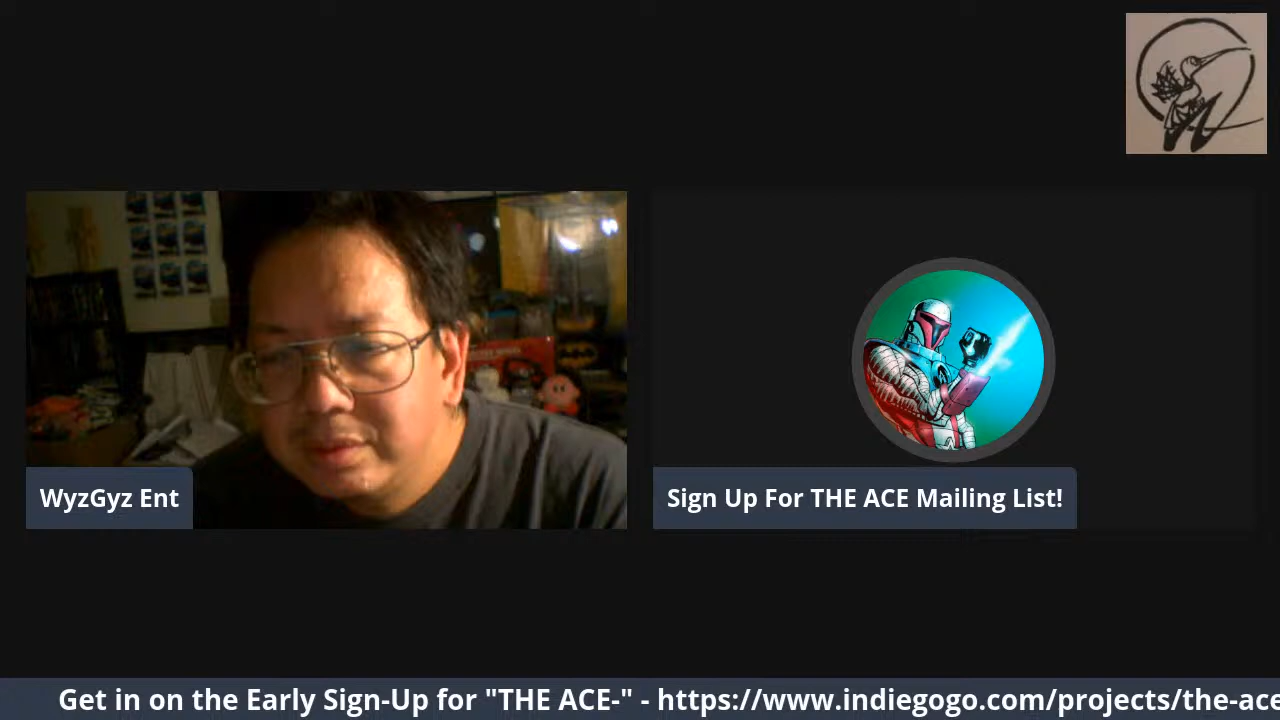 WyzGyz Ent
Sign Up For THE ACE Mailing List!
Get in on the Early Sign-Up for "THE ACE-" - https://www.indiegogo.com/projects/the-ace